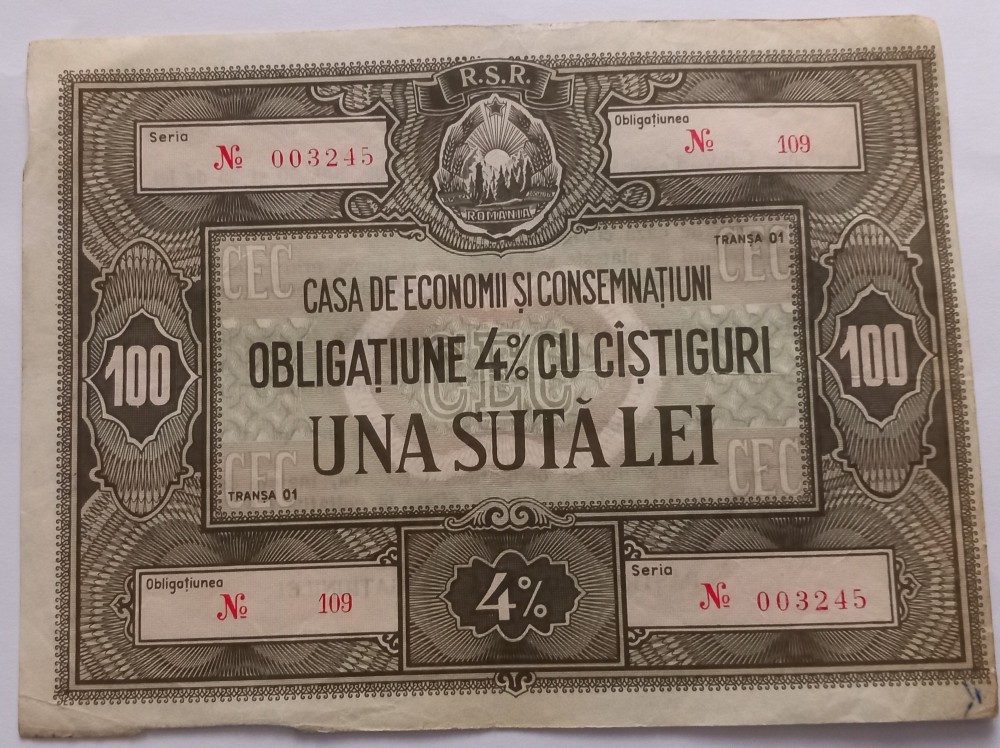 R.S.R.
Seria
№ 003245
Obligațiunea
№ 109
ROMANIA
TRANȘA 01
CEC CEC
CASA DE ECONOMII ȘI CONSEMNAȚIUNI
100 OBLIGAȚIUNE 4% CU CÎȘTIGURI 100
CEC
UNA SUTĂ LEI
CEC CEC
TRANȘA 01
Obligațiunea
№ 109
4%
Seria
№ 003245